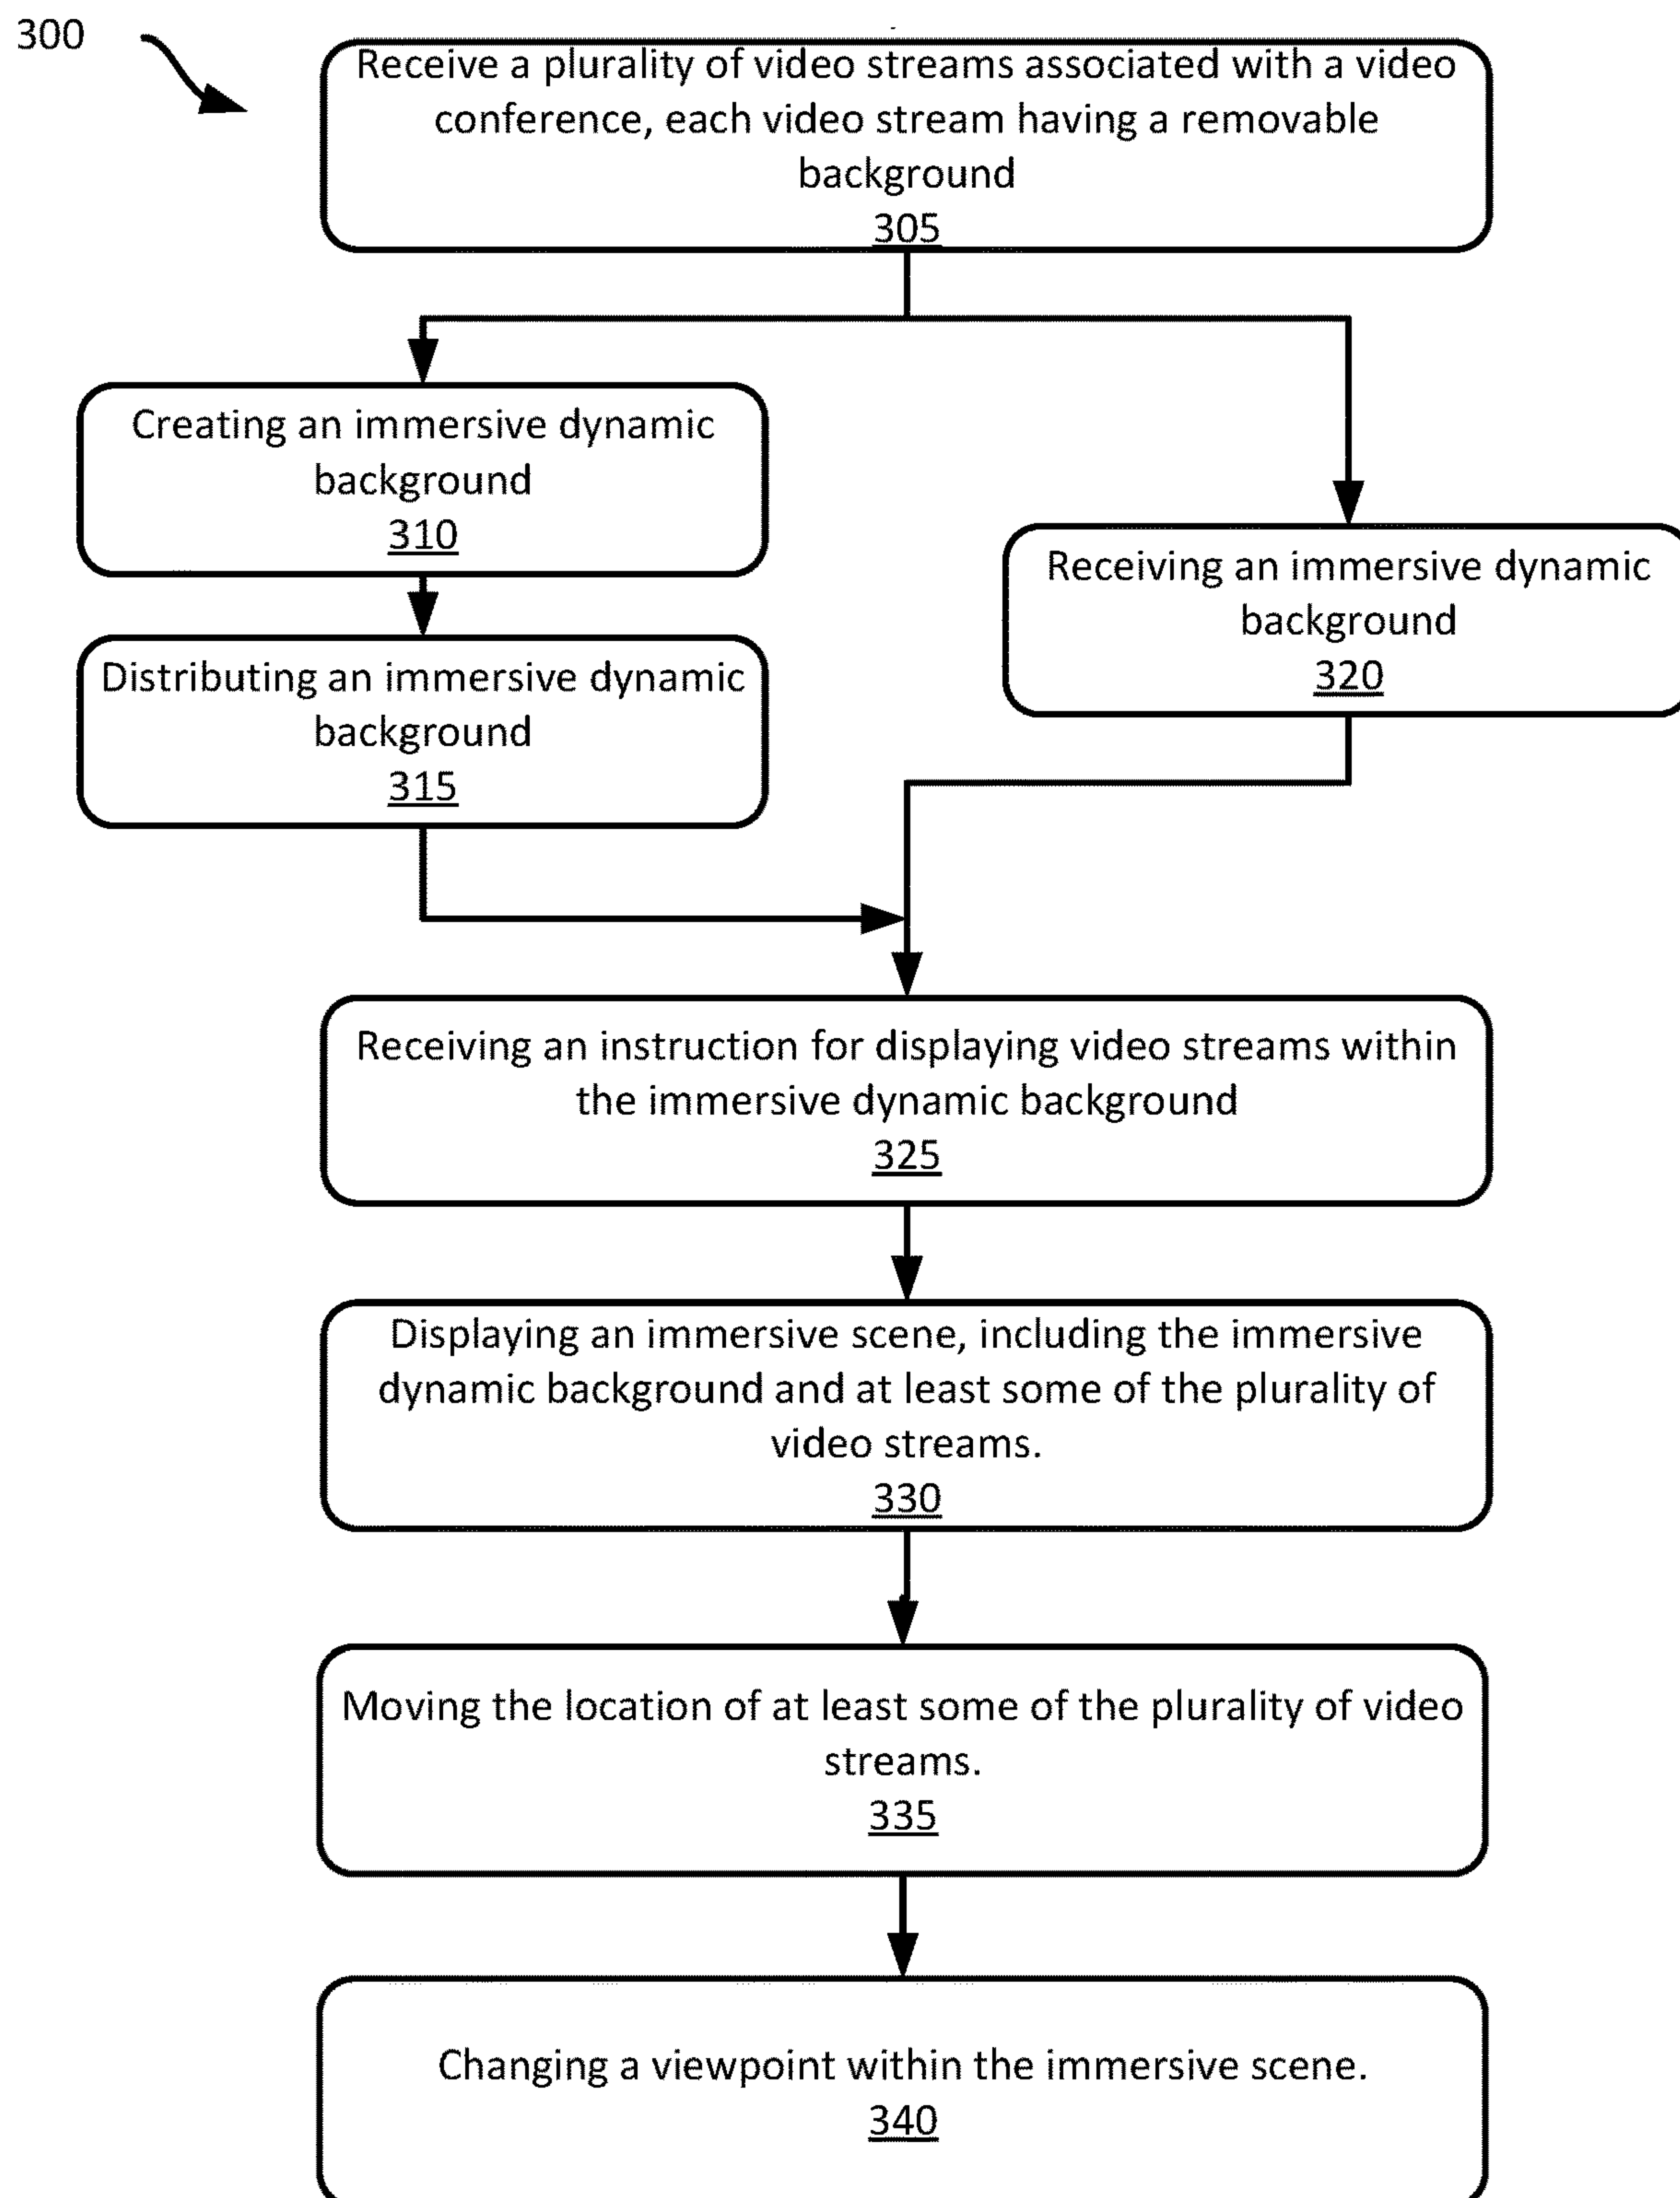 300
Receive a plurality of video streams associated with a video
conference, each video stream having a removable
background
305
Creating an immersive dynamic
background
310
Receiving an immersive dynamic
background
320
Distributing an immersive dynamic
background
315
Receiving an instruction for displaying video streams within
the immersive dynamic background
325
Displaying an immersive scene, including the immersive
dynamic background and at least some of the plurality of
video streams.
330
Moving the location of at least some of the plurality of video
streams.
335
Changing a viewpoint within the immersive scene.
340